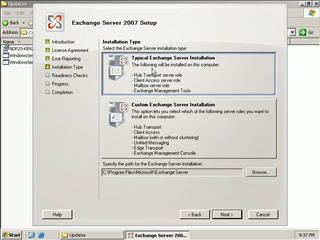 Updates
Exchange Server 2007 Setup
Introduction
License Agreement
Error Reporting
Installation Type
Readiness Checks
Progress
Completion
Installation Type
Select the Exchange Server installation type:
Typical Exchange Server Installation
The following will be installed on this computer:
- Hub Transport server role
- Client Access server role
- Mailbox server role
- Exchange Management Tools
Custom Exchange Server Installation
This option lets you select which of the following server roles you want to install on this computer:
- Hub Transport
- Client Access
- Mailbox (with or without clustering)
- Unified Messaging
- Edge Transport
- Exchange Management Console
Specify the path for the Exchange Server installation:
C:\Program Files\Microsoft\Exchange Server
Browse...
Help
< Back
Next >
Cancel
Start
Updates
Exchange Server 200...
9:37 PM